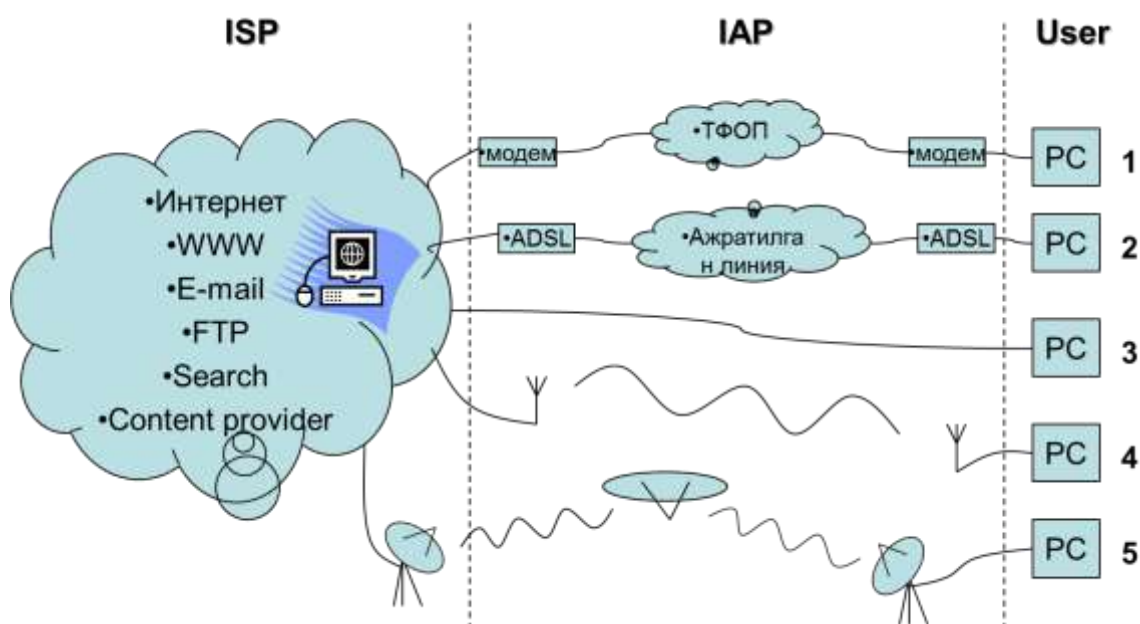 ISP
IAP
User
•Интернет
•WWW
•E-mail
•FTP
•Search
•Content provider
•модем
•ТФОП
•модем
PC
1
•ADSL
•Ажратилга
н линия
•ADSL
PC
2
PC
3
PC
4
PC
5